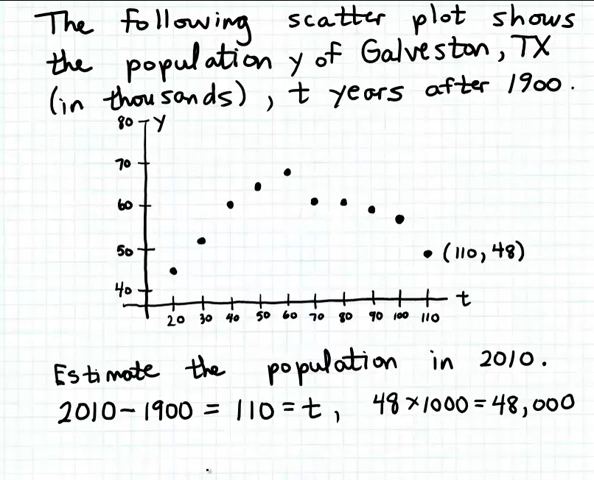 The following scatter plot shows
the population y of Galveston, TX
(in thousands), t years after 1900.
80 y
70
60
50
(110, 48)
40
t
20 30 40 50 60 70 80 90 100 110
Estimate the population in 2010.
2010-1900 = 110 = t, 48×1000 = 48,000